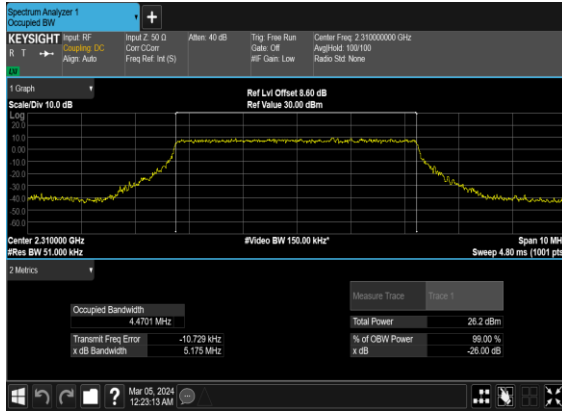 Spectrum Analyzer 1
Occupied BW
KEYSIGHT
R T
LV
Input: RF
Coupling: DC
Align: Auto
Input Z: 50 Ω
Corr CCorr
Freq Ref: Int (S)
Atten: 40 dB
Trig: Free Run
Gate: Off
#IF Gain: Low
Center Freq: 2.310000000 GHz
Avg|Hold: 100/100
Radio Std: None
1 Graph
Scale/Div 10.0 dB
Ref Lvl Offset 8.60 dB
Ref Value 30.00 dBm
Log
20.0
10.0
0.00
-10.0
-20.0
-30.0
-40.0
-50.0
-60.0
Center 2.310000 GHz
#Res BW 51.000 kHz
#Video BW 150.00 kHz*
Span 10 MH
Sweep 4.80 ms (1001 pts
2 Metrics
Occupied Bandwidth
4.4701 MHz
Transmit Freq Error -10.729 kHz
x dB Bandwidth 5.175 MHz
Measure Trace Trace 1
Total Power 26.2 dBm
% of OBW Power 99.00 %
x dB -26.00 dB
?
Mar 05, 2024
12:23:13 AM